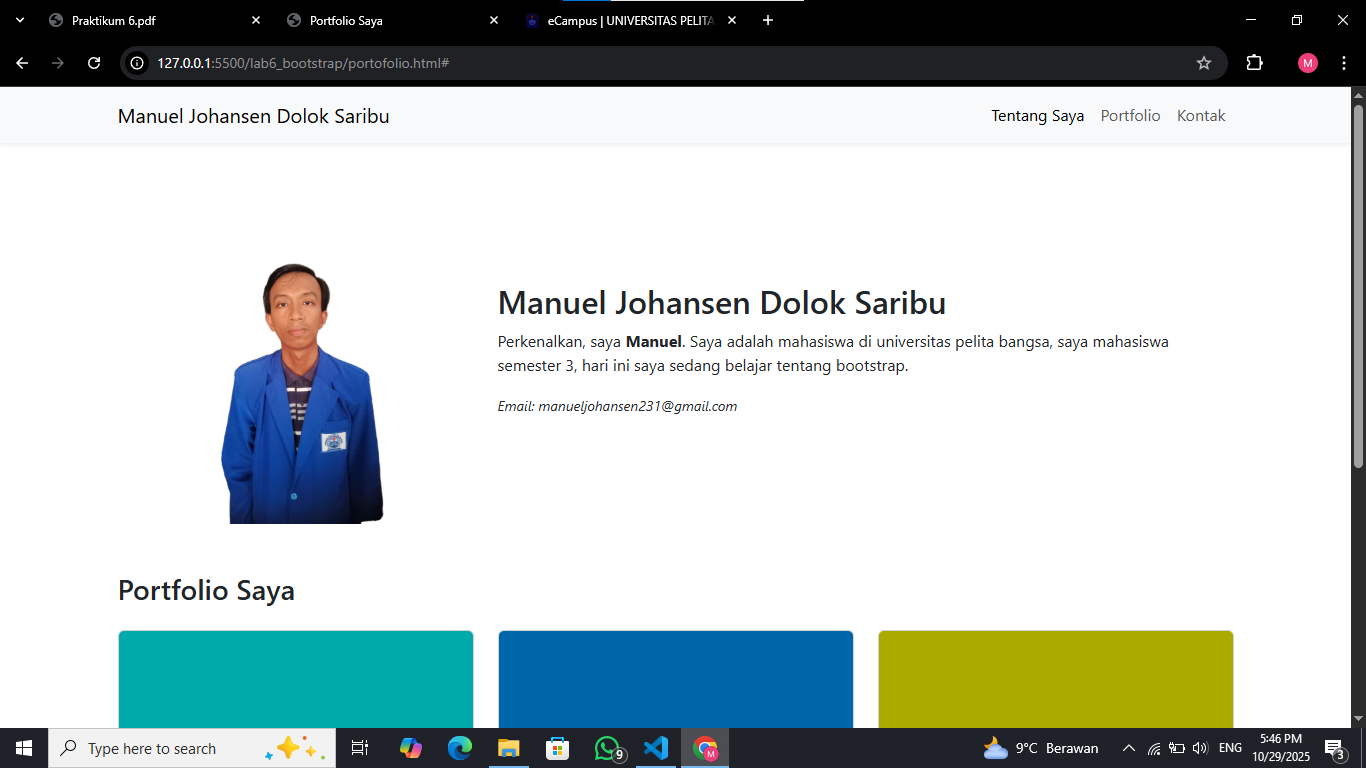 Praktikum 6.pdf
Portfolio Saya
eCampus | UNIVERSITAS PELITA
127.0.0.1:5500/lab6_bootstrap/portofolio.html#
M
Manuel Johansen Dolok Saribu
Tentang Saya
Portfolio
Kontak
Manuel Johansen Dolok Saribu
Perkenalkan, saya Manuel. Saya adalah mahasiswa di universitas pelita bangsa, saya mahasiswa
semester 3, hari ini saya sedang belajar tentang bootstrap.
Email: manueljohansen231@gmail.com
Portfolio Saya
Type here to search
9
M
9°C Berawan
ENG
5:46 PM
10/29/2025
3